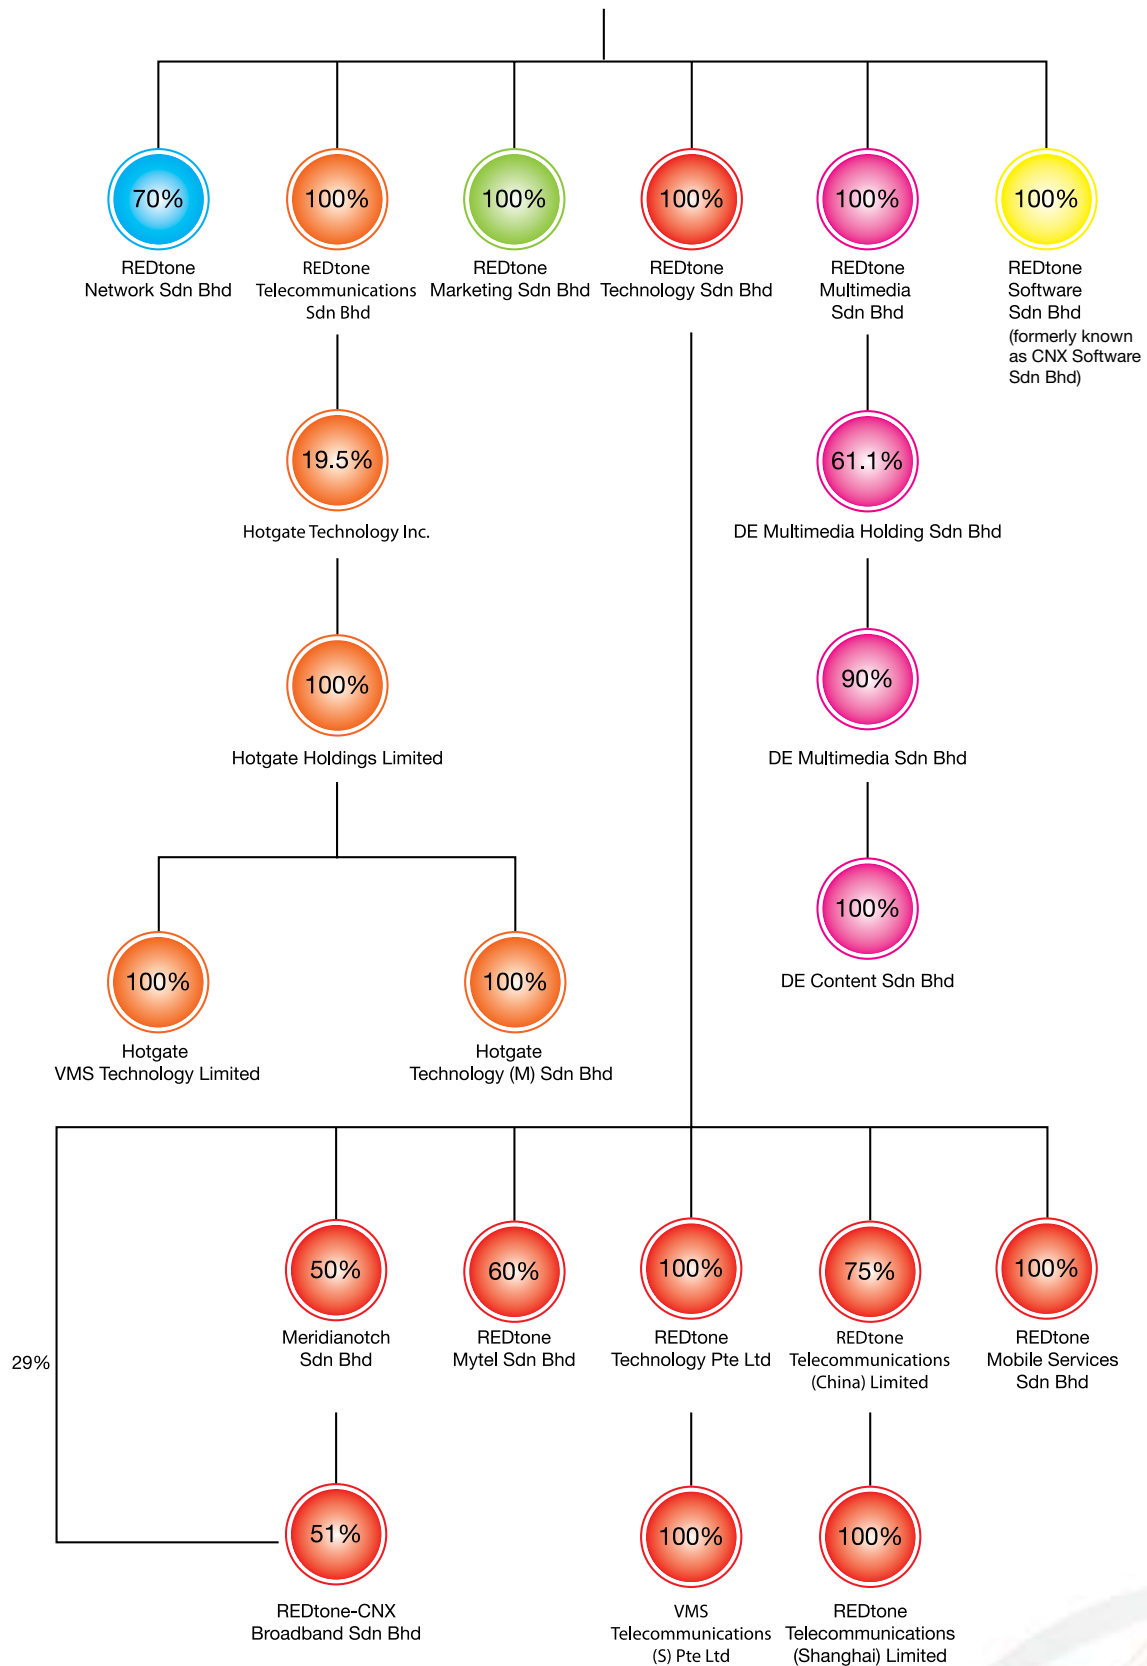 70%
REDtone
Network Sdn Bhd
100%
REDtone
Telecommunications
Sdn Bhd
100%
REDtone
Marketing Sdn Bhd
100%
REDtone
Technology Sdn Bhd
100%
REDtone
Multimedia
Sdn Bhd
100%
REDtone
Software
Sdn Bhd
(formerly known
as CNX Software
Sdn Bhd)
19.5%
Hotgate Technology Inc.
61.1%
DE Multimedia Holding Sdn Bhd
100%
Hotgate Holdings Limited
90%
DE Multimedia Sdn Bhd
100%
DE Content Sdn Bhd
100%
Hotgate
VMS Technology Limited
100%
Hotgate
Technology (M) Sdn Bhd
50%
Meridianotch
Sdn Bhd
60%
REDtone
Mytel Sdn Bhd
100%
REDtone
Technology Pte Ltd
75%
REDtone
Telecommunications
(China) Limited
100%
REDtone
Mobile Services
Sdn Bhd
29%
51%
REDtone-CNX
Broadband Sdn Bhd
100%
VMS
Telecommunications
(S) Pte Ltd
100%
REDtone
Telecommunications
(Shanghai) Limited